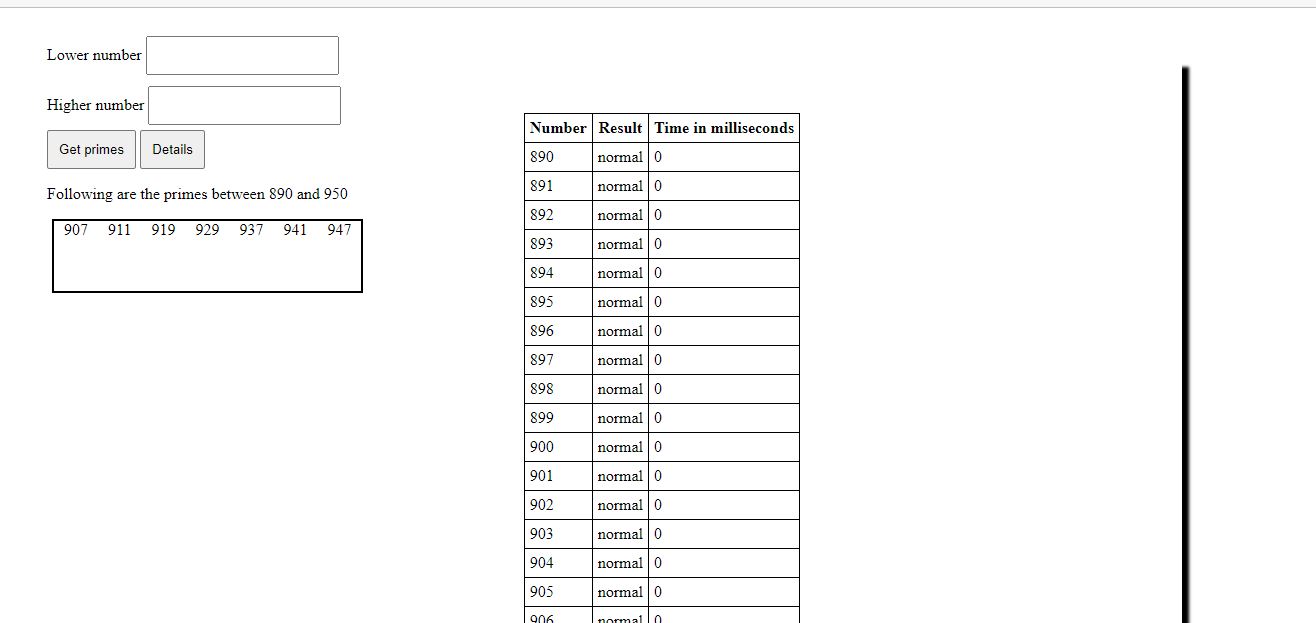 Lower number
Higher number
Get primes Details
Following are the primes between 890 and 950
907 911 919 929 937 941 947
Number Result Time in milliseconds
890 normal 0
891 normal 0
892 normal 0
893 normal 0
894 normal 0
895 normal 0
896 normal 0
897 normal 0
898 normal 0
899 normal 0
900 normal 0
901 normal 0
902 normal 0
903 normal 0
904 normal 0
905 normal 0
906 normal 0